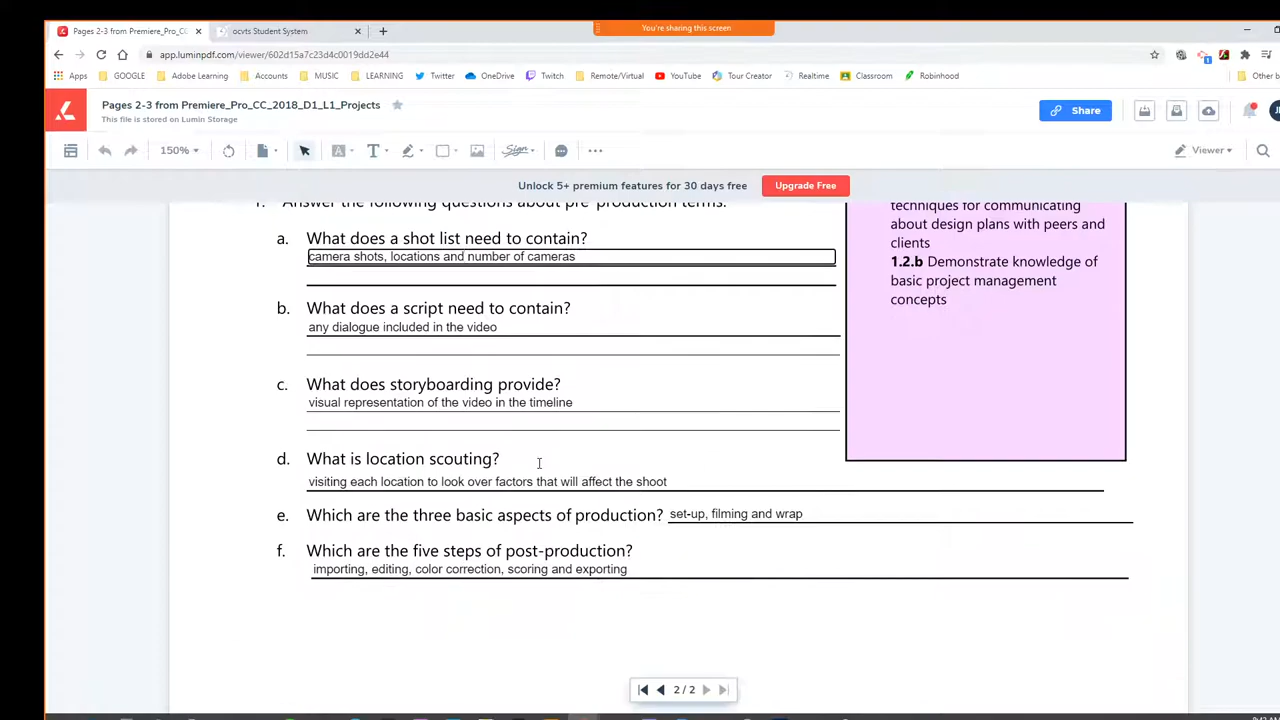 You're sharing this screen
Pages 2-3 from Premiere_Pro_CC
ocvts Student System
app.luminpdf.com/viewer/602d15a7c23d4c0019dd2e44
Apps GOOGLE Adobe Learning Accounts MUSIC LEARNING Twitter OneDrive Twitch Remote/Virtual YouTube Tour Creator Realtime Classroom Robinhood Other b
Pages 2-3 from Premiere_Pro_CC_2018_D1_L1_Projects
This file is stored on Lumin Storage
Share
150%
Sign
Viewer
Unlock 5+ premium features for 30 days free Upgrade Free
Answer the following questions about pre-production terms.
a. What does a shot list need to contain?
camera shots, locations and number of cameras
b. What does a script need to contain?
any dialogue included in the video
c. What does storyboarding provide?
visual representation of the video in the timeline
d. What is location scouting?
visiting each location to look over factors that will affect the shoot
e. Which are the three basic aspects of production? set-up, filming and wrap
f. Which are the five steps of post-production?
importing, editing, color correction, scoring and exporting
techniques for communicating
about design plans with peers and
clients
1.2.b Demonstrate knowledge of
basic project management
concepts
2 / 2